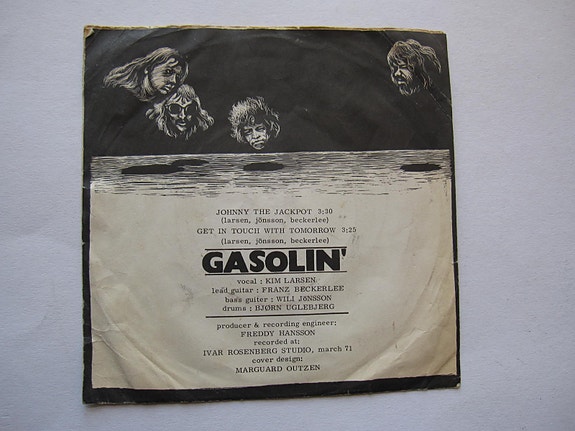 JOHNNY THE JACKPOT 3:30
(larsen, jönsson, beckerlee)
GET IN TOUCH WITH TOMORROW 3:25
(larsen, jönsson, beckerlee)
GASOLIN'
vocal : KIM LARSEN
lead guitar : FRANZ BECKERLEE
bass guiter : WILI JöNSSON
drums : BJØRN UGLEBJERG
producer & recording engineer:
FREDDY HANSSON
recorded at:
IVAR ROSENBERG STUDIO, march 71
cover design:
MARGUARD OUTZEN